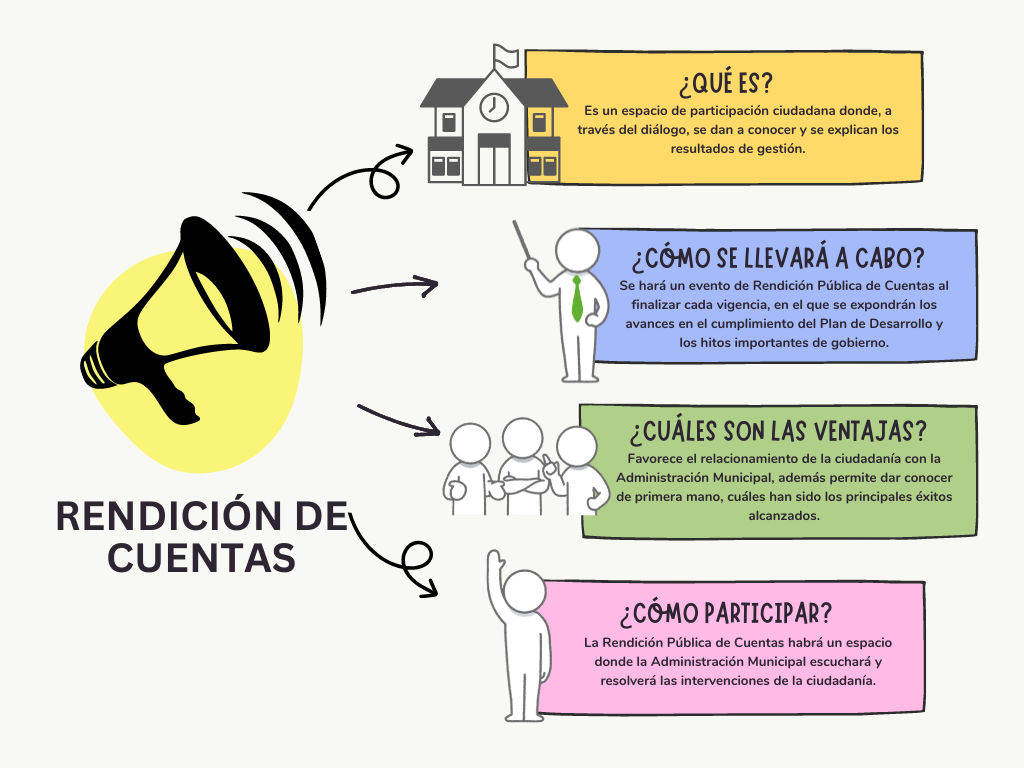 ¿QUÉ ES?
Es un espacio de participación ciudadana donde, a
través del diálogo, se dan a conocer y se explican los
resultados de gestión.
¿CÓMO SE LLEVARÁ A CABO?
Se hará un evento de Rendición Pública de Cuentas al
finalizar cada vigencia, en el que se expondrán los
avances en el cumplimiento del Plan de Desarrollo y
los hitos importantes de gobierno.
¿CUÁLES SON LAS VENTAJAS?
Favorece el relacionamiento de la ciudadanía con la
Administración Municipal, además permite dar conocer
de primera mano, cuáles han sido los principales éxitos
alcanzados.
RENDICIÓN DE
CUENTAS
¿CÓMO PARTICIPAR?
La Rendición Pública de Cuentas habrá un espacio
donde la Administración Municipal escuchará y
resolverá las intervenciones de la ciudadanía.